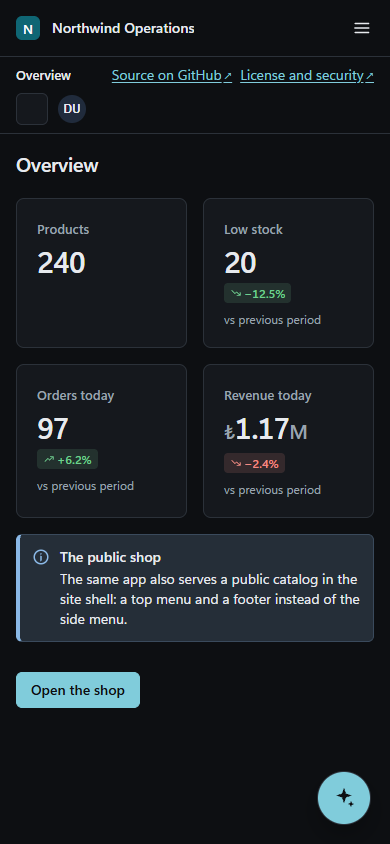 N Northwind Operations
Overview Source on GitHub↗ License and security↗
DU
Overview
Products
240
Low stock
20
−12.5%
vs previous period
Orders today
97
+6.2%
vs previous period
Revenue today
₺1.17M
−2.4%
vs previous period
The public shop
The same app also serves a public catalog in the
site shell: a top menu and a footer instead of the
side menu.
Open the shop